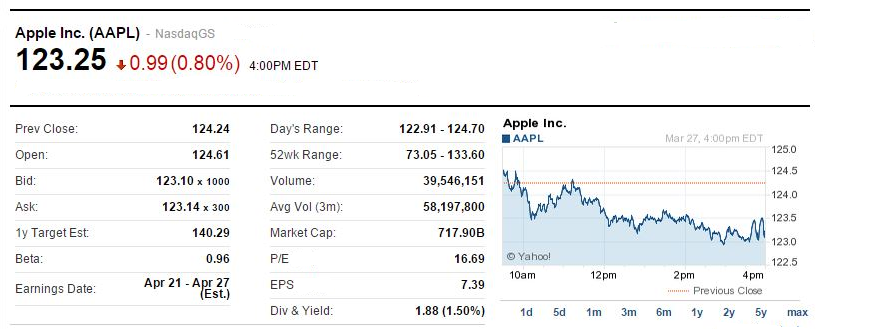 Apple Inc. (AAPL) - NasdaqGS
123.25 0.99 (0.80%) 4:00PM EDT
Prev Close: 124.24
Open: 124.61
Bid: 123.10 x 1000
Ask: 123.14 x 300
1y Target Est: 140.29
Beta: 0.96
Earnings Date: Apr 21 - Apr 27
(Est.)
Day's Range: 122.91 - 124.70
52wk Range: 73.05 - 133.60
Volume: 39,546,151
Avg Vol (3m): 58,197,800
Market Cap: 717.90B
P/E 16.69
EPS 7.39
Div & Yield: 1.88 (1.50%)
Apple Inc.
AAPL Mar 27, 4:00pm EDT
125.0
124.5
124.0
123.5
123.0
122.5
© Yahoo!
10am 12pm 2pm 4pm
Previous Close
1d 5d 1m 3m 6m 1y 2y 5y max